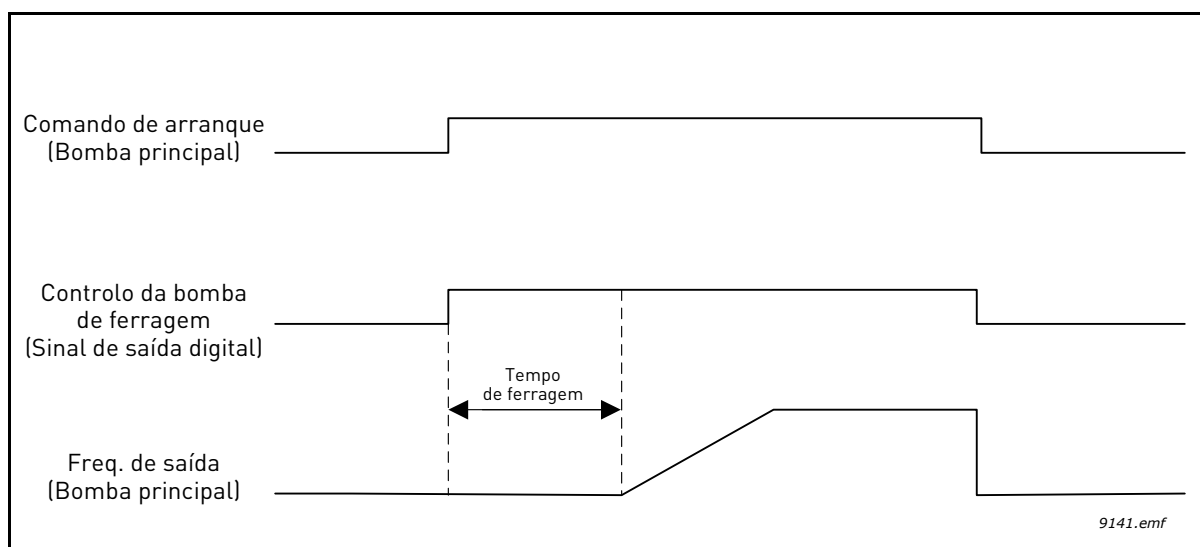 Comando de arranque
(Bomba principal)
Controlo da bomba
de ferragem
(Sinal de saída digital)
Tempo
de ferragem
Freq. de saída
(Bomba principal)
9141.emf